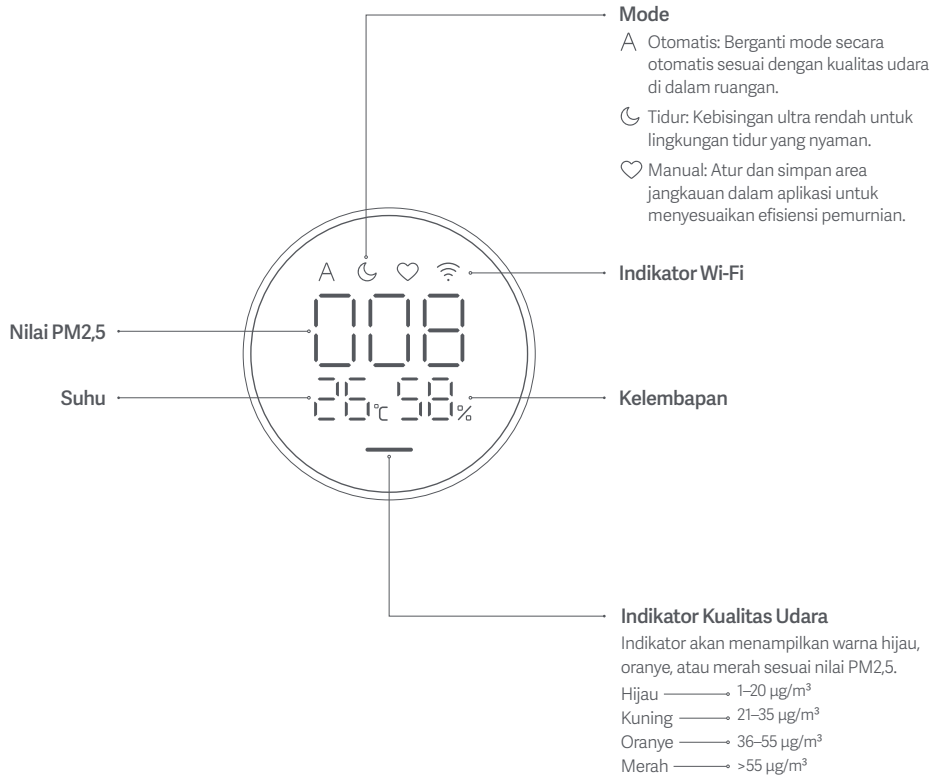 Mode
A Otomatis: Berganti mode secara
otomatis sesuai dengan kualitas udara
di dalam ruangan.
Tidur: Kebisingan ultra rendah untuk
lingkungan tidur yang nyaman.
Manual: Atur dan simpan area
jangkauan dalam aplikasi untuk
menyesuaikan efisiensi pemurnian.
A
Indikator Wi-Fi
008
Nilai PM2,5
Suhu
26°C 58%
Kelembapan
Indikator Kualitas Udara
Indikator akan menampilkan warna hijau,
oranye, atau merah sesuai nilai PM2,5.
Hijau 1–20 µg/m³
Kuning 21–35 µg/m³
Oranye 36–55 µg/m³
Merah >55 µg/m³